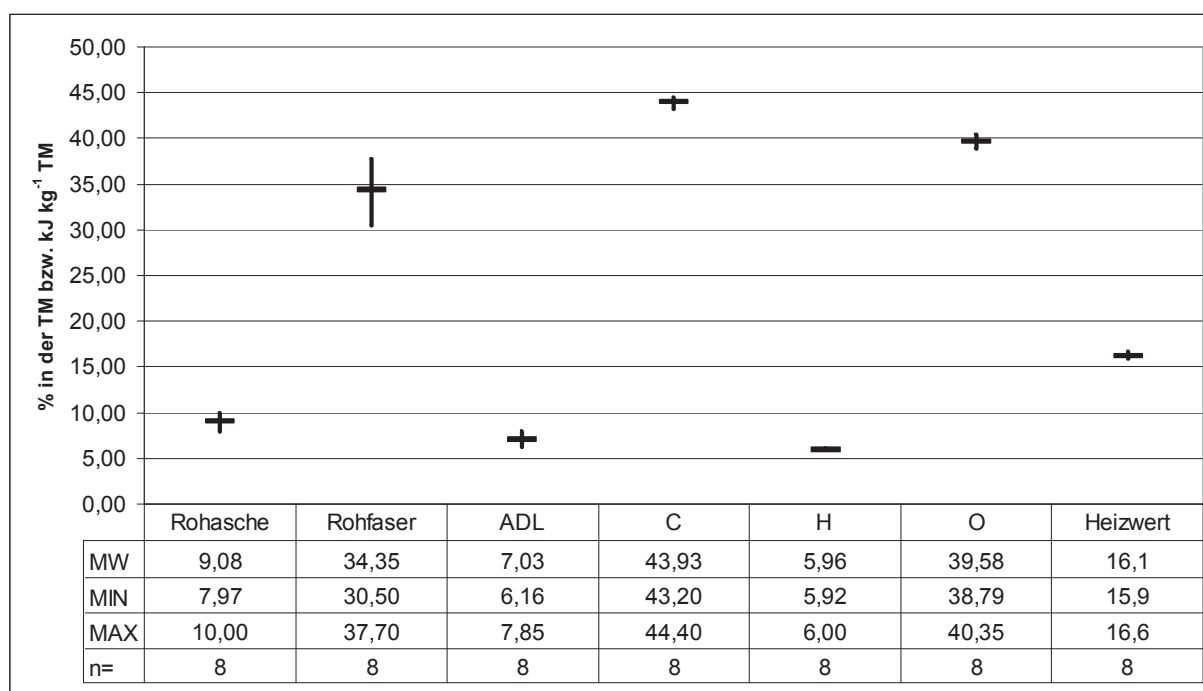 % in der TM bzw. kJ kg⁻¹ TM
50,00
45,00
40,00
35,00
30,00
25,00
20,00
15,00
10,00
5,00
0,00
Rohasche Rohfaser ADL C H O Heizwert
MW 9,08 34,35 7,03 43,93 5,96 39,58 16,1
MIN 7,97 30,50 6,16 43,20 5,92 38,79 15,9
MAX 10,00 37,70 7,85 44,40 6,00 40,35 16,6
n= 8 8 8 8 8 8 8